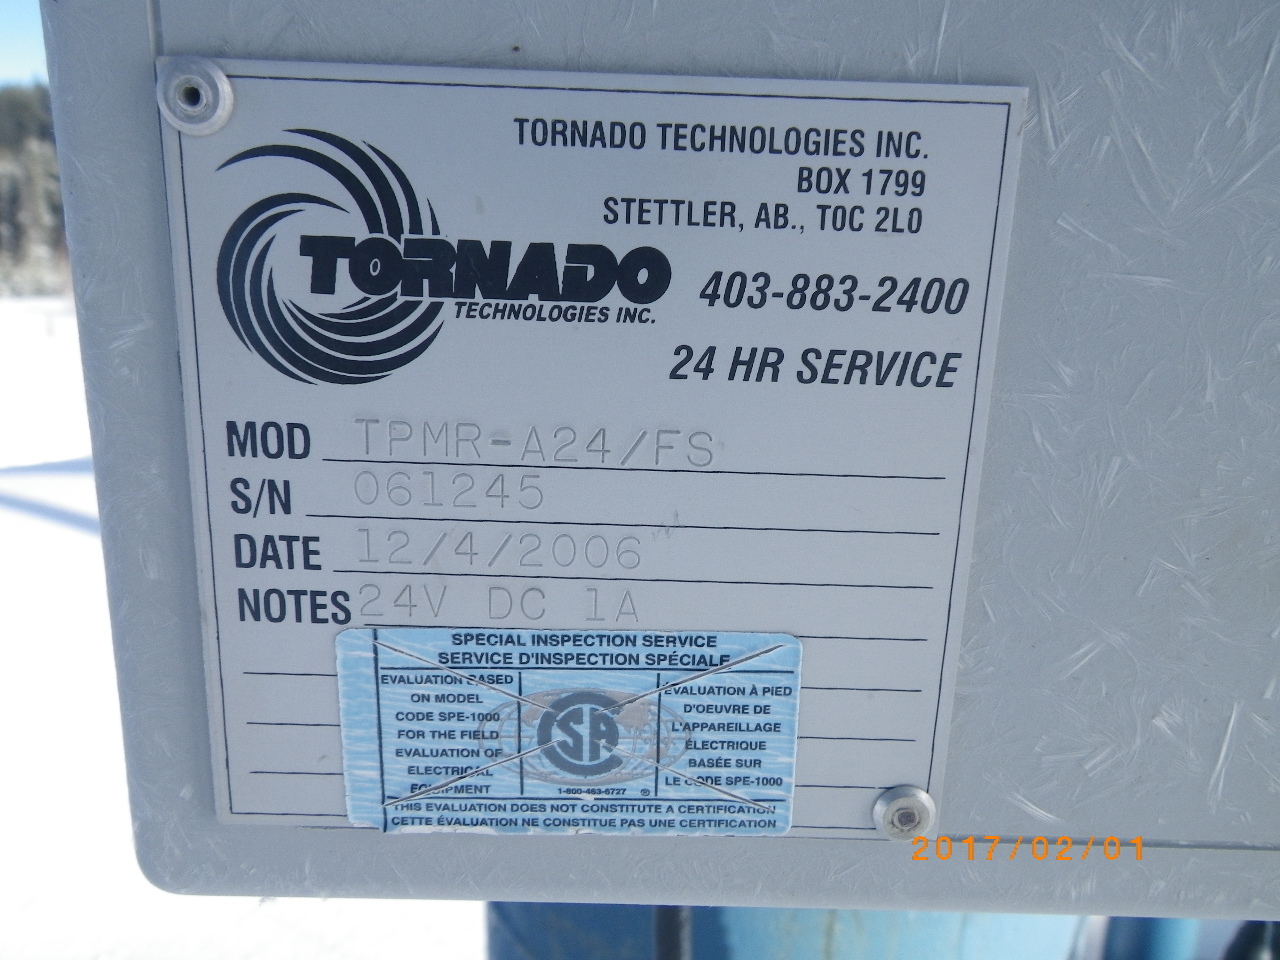 TORNADO TECHNOLOGIES INC.
BOX 1799
STETTLER, AB., T0C 2L0
TORNADO
TECHNOLOGIES INC.
403-883-2400
24 HR SERVICE
MOD TPMR-A24/FS
S/N 061245
DATE 12/4/2006
NOTES 24V DC 1A
SPECIAL INSPECTION SERVICE
SERVICE D'INSPECTION SPÉCIALE
EVALUATION BASED
ON MODEL
CODE SPE-1000
FOR THE FIELD
EVALUATION OF
ELECTRICAL
EQUIPMENT
CSA
1-800-463-6727 ®
ÉVALUATION À PIED
D'OEUVRE DE
L'APPAREILLAGE
ÉLECTRIQUE
BASÉE SUR
LE CODE SPE-1000
THIS EVALUATION DOES NOT CONSTITUTE A CERTIFICATION
CETTE ÉVALUATION NE CONSTITUE PAS UNE CERTIFICATION
2017/02/01